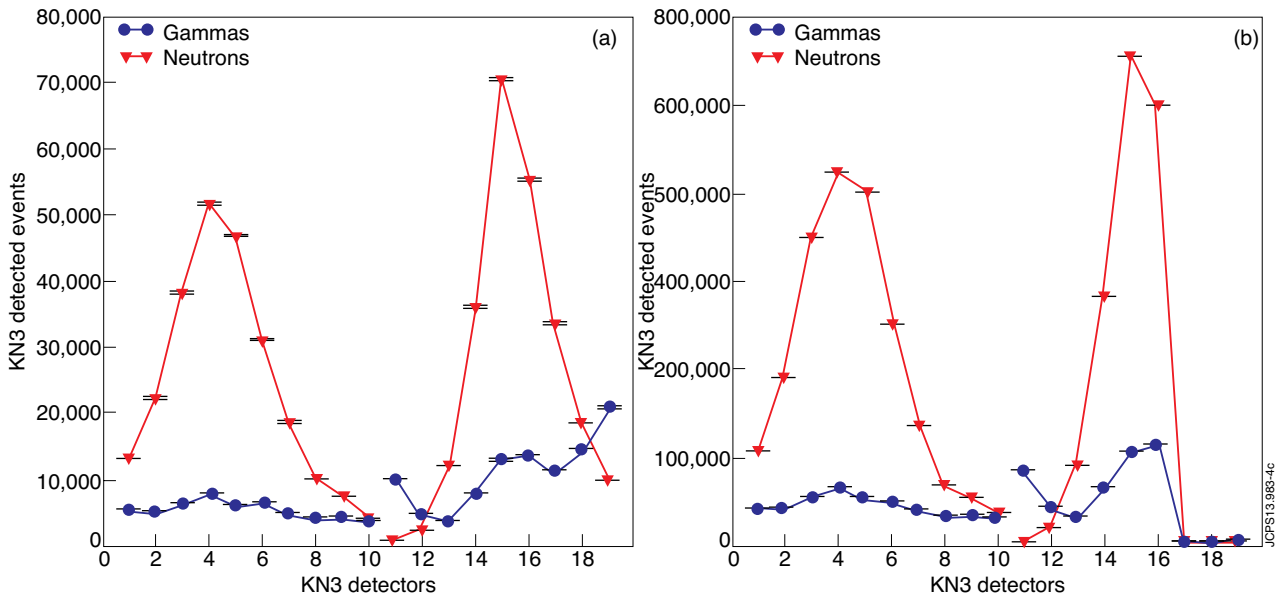 80,000
70,000
60,000
50,000
40,000
30,000
20,000
10,000
0
KN3 detected events
Gammas
Neutrons
(a)
0 2 4 6 8 10 12 14 16 18
KN3 detectors
800,000
600,000
500,000
400,000
200,000
100,000
0
KN3 detected events
Gammas
Neutrons
(b)
0 2 4 6 8 10 12 14 16 18
KN3 detectors
JCPS13.983-4c